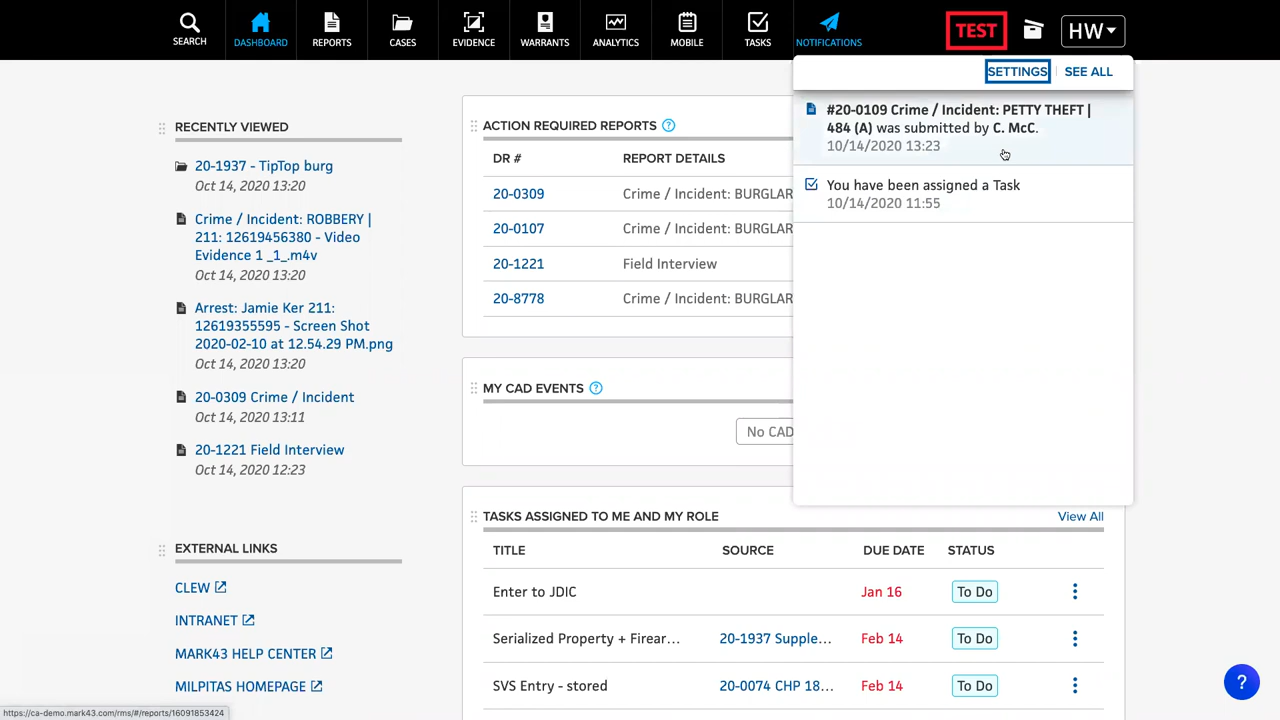 SEARCH
DASHBOARD
REPORTS
CASES
EVIDENCE
WARRANTS
ANALYTICS
MOBILE
TASKS
NOTIFICATIONS
TEST
HW
SETTINGS
SEE ALL
#20-0109 Crime / Incident: PETTY THEFT |
484 (A) was submitted by C. McC.
10/14/2020 13:23
You have been assigned a Task
10/14/2020 11:55
RECENTLY VIEWED
20-1937 - TipTop burg
Oct 14, 2020 13:20
Crime / Incident: ROBBERY |
211: 12619456380 - Video
Evidence 1 _1_.m4v
Oct 14, 2020 13:20
Arrest: Jamie Ker 211:
12619355595 - Screen Shot
2020-02-10 at 12.54.29 PM.png
Oct 14, 2020 13:20
20-0309 Crime / Incident
Oct 14, 2020 13:11
20-1221 Field Interview
Oct 14, 2020 12:23
EXTERNAL LINKS
CLEW
INTRANET
MARK43 HELP CENTER
MILPITAS HOMEPAGE
ACTION REQUIRED REPORTS ?
DR # REPORT DETAILS
20-0309 Crime / Incident: BURGLAR
20-0107 Crime / Incident: BURGLAR
20-1221 Field Interview
20-8778 Crime / Incident: BURGLAR
MY CAD EVENTS ?
No CAD
TASKS ASSIGNED TO ME AND MY ROLE View All
TITLE SOURCE DUE DATE STATUS
Enter to JDIC Jan 16 To Do
Serialized Property + Firear... 20-1937 Supple... Feb 14 To Do
SVS Entry - stored 20-0074 CHP 18... Feb 14 To Do
?
https://ca-demo.mark43.com/rms/#/reports/16091853424